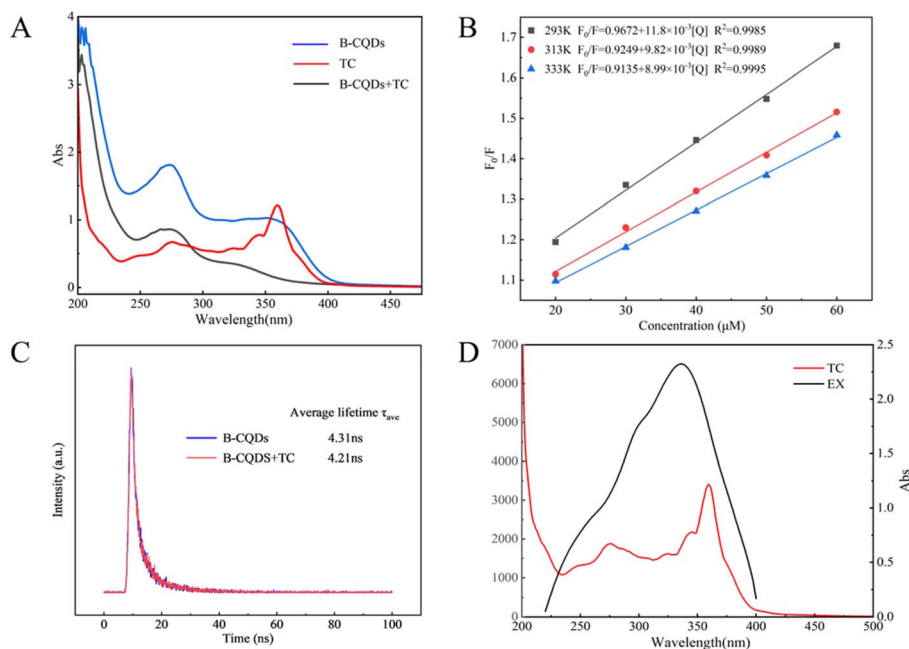 A
Abs
4
3
2
1
0
200
250
300
350
400
450
Wavelength(nm)
B-CQDs
TC
B-CQDs+TC
B
F₀/F
1.7
1.6
1.5
1.4
1.3
1.2
1.1
20
30
40
50
60
Concentration (μM)
293K F₀/F=0.9672+11.8×10⁻³[Q] R²=0.9985
313K F₀/F=0.9249+9.82×10⁻³[Q] R²=0.9989
333K F₀/F=0.9135+8.99×10⁻³[Q] R²=0.9995
C
Intensity (a.u.)
Average lifetime τave
B-CQDs 4.31ns
B-CQDS+TC 4.21ns
0
20
40
60
80
100
Time (ns)
D
7000
6000
5000
4000
3000
2000
1000
0
2.5
2.0
1.5
1.0
0.5
0.0
Abs
TC
EX
200
250
300
350
400
450
500
Wavelength(nm)